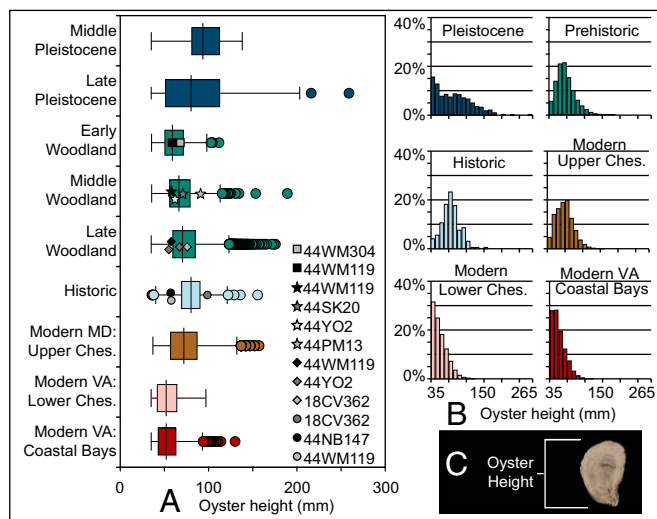 Middle
Pleistocene
Late
Pleistocene
Early
Woodland
Middle
Woodland
Late
Woodland
Historic
Modern MD:
Upper Ches.
Modern VA:
Lower Ches.
Modern VA:
Coastal Bays
44WM304
44WM119
44WM119
44SK20
44YO2
44PM13
44WM119
44YO2
18CV362
18CV362
44NB147
44WM119
0 100 200 300
A Oyster height (mm)
40% Pleistocene Prehistoric
20%
0%
40% Historic Modern
Upper Ches.
20%
0%
40% Modern
Lower Ches. Modern VA
Coastal Bays
20%
0%
35 150 265 35 150 265
Oyster height (mm)
B
C Oyster
Height